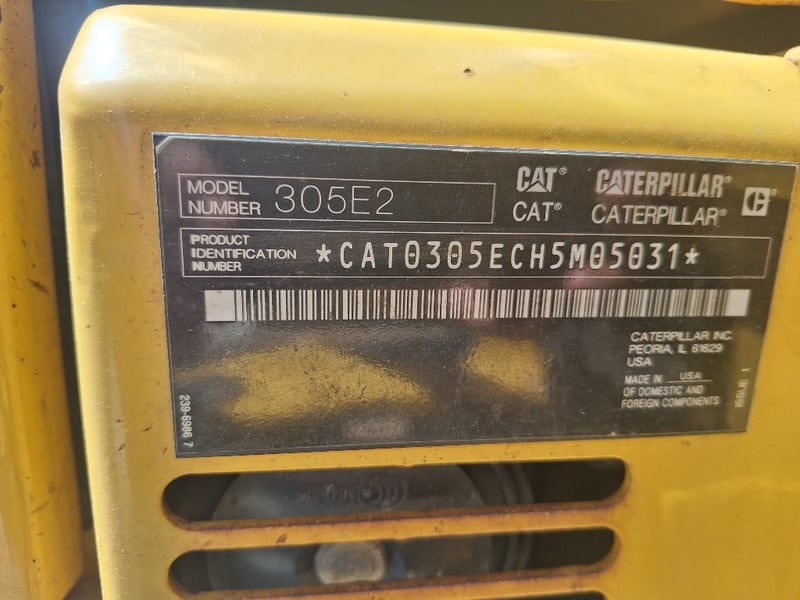 MODEL
NUMBER 305E2
CAT® CATERPILLAR®
CAT® CATERPILLAR®
PRODUCT
IDENTIFICATION
NUMBER
*CAT0305ECH5M05031*
CATERPILLAR INC.
PEORIA, IL 61629
USA
MADE IN USA
OF DOMESTIC AND
FOREIGN COMPONENTS
ISSUE 1
239-6986 7